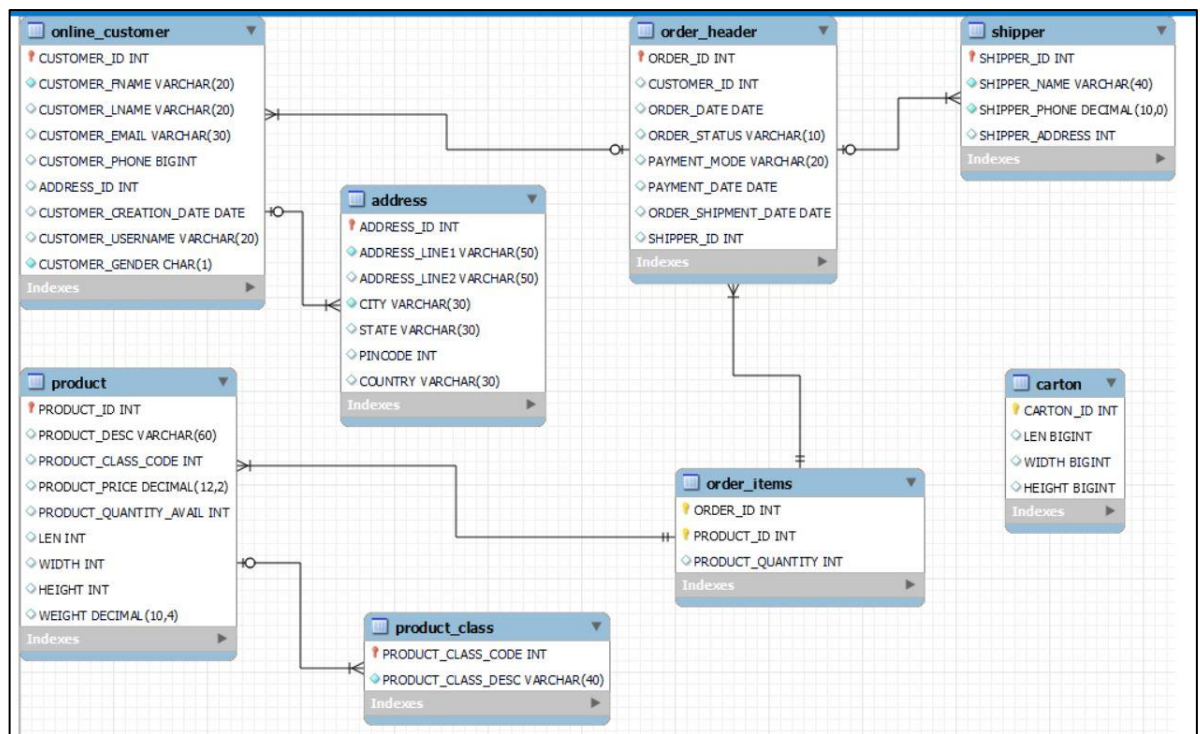 online_customer
CUSTOMER_ID INT
CUSTOMER_FNAME VARCHAR(20)
CUSTOMER_LNAME VARCHAR(20)
CUSTOMER_EMAIL VARCHAR(30)
CUSTOMER_PHONE BIGINT
ADDRESS_ID INT
CUSTOMER_CREATION_DATE DATE
CUSTOMER_USERNAME VARCHAR(20)
CUSTOMER_GENDER CHAR(1)
Indexes
order_header
ORDER_ID INT
CUSTOMER_ID INT
ORDER_DATE DATE
ORDER_STATUS VARCHAR(10)
PAYMENT_MODE VARCHAR(20)
PAYMENT_DATE DATE
ORDER_SHIPMENT_DATE DATE
SHIPPER_ID INT
Indexes
shipper
SHIPPER_ID INT
SHIPPER_NAME VARCHAR(40)
SHIPPER_PHONE DECIMAL(10,0)
SHIPPER_ADDRESS INT
Indexes
address
ADDRESS_ID INT
ADDRESS_LINE1 VARCHAR(50)
ADDRESS_LINE2 VARCHAR(50)
CITY VARCHAR(30)
STATE VARCHAR(30)
PINCODE INT
COUNTRY VARCHAR(30)
Indexes
product
PRODUCT_ID INT
PRODUCT_DESC VARCHAR(60)
PRODUCT_CLASS_CODE INT
PRODUCT_PRICE DECIMAL(12,2)
PRODUCT_QUANTITY_AVAIL INT
LEN INT
WIDTH INT
HEIGHT INT
WEIGHT DECIMAL(10,4)
Indexes
carton
CARTON_ID INT
LEN BIGINT
WIDTH BIGINT
HEIGHT BIGINT
Indexes
order_items
ORDER_ID INT
PRODUCT_ID INT
PRODUCT_QUANTITY INT
Indexes
product_class
PRODUCT_CLASS_CODE INT
PRODUCT_CLASS_DESC VARCHAR(40)
Indexes